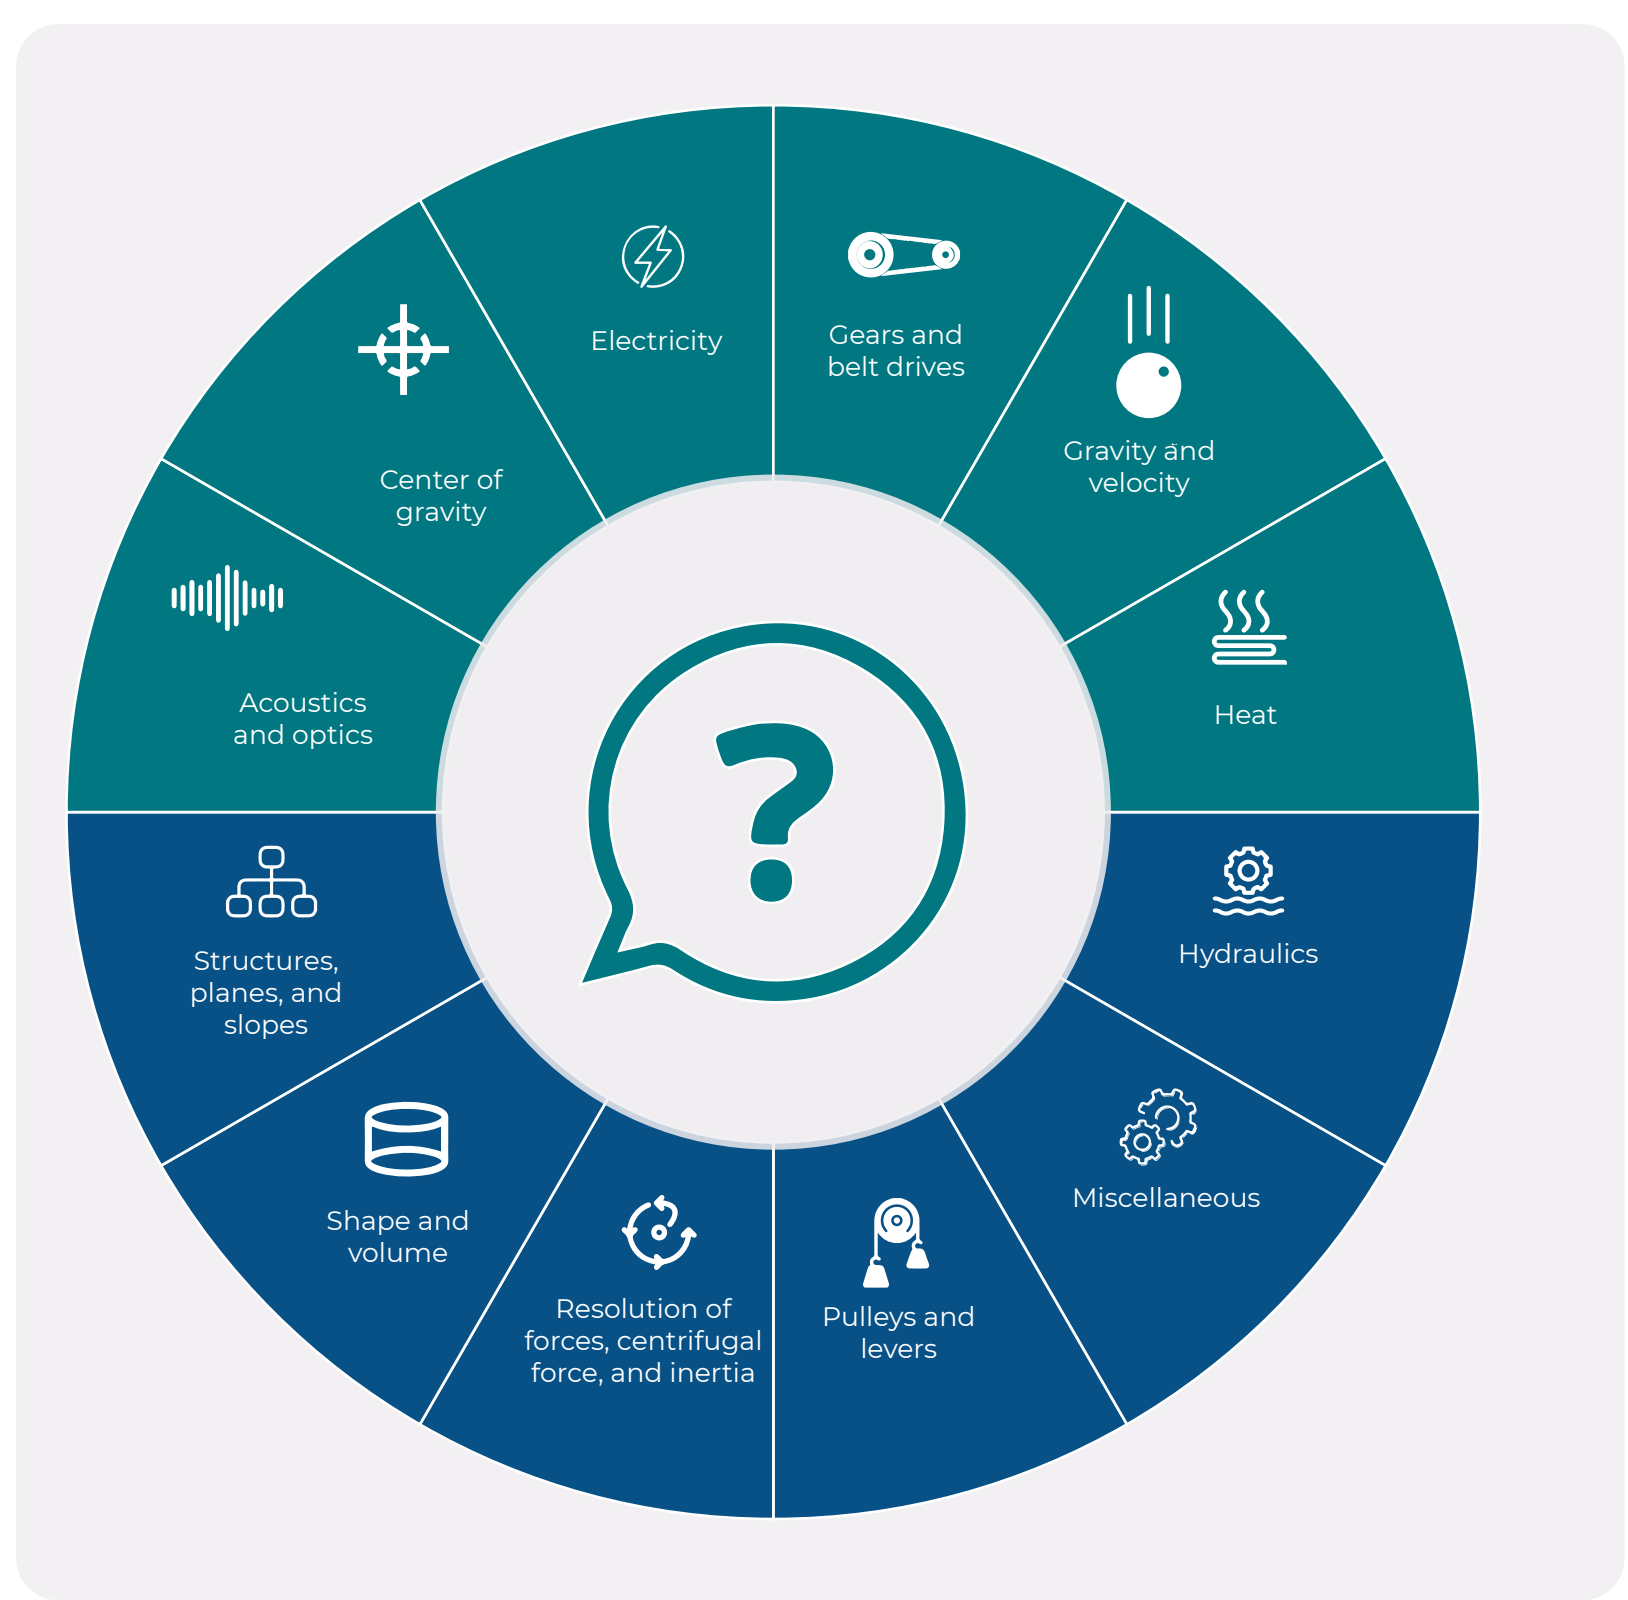 Electricity
Gears and
belt drives
Gravity and
velocity
Center of
gravity
Acoustics
and optics
Heat
Structures,
planes, and
slopes
Hydraulics
Shape and
volume
Miscellaneous
Resolution of
forces, centrifugal
force, and inertia
Pulleys and
levers
?